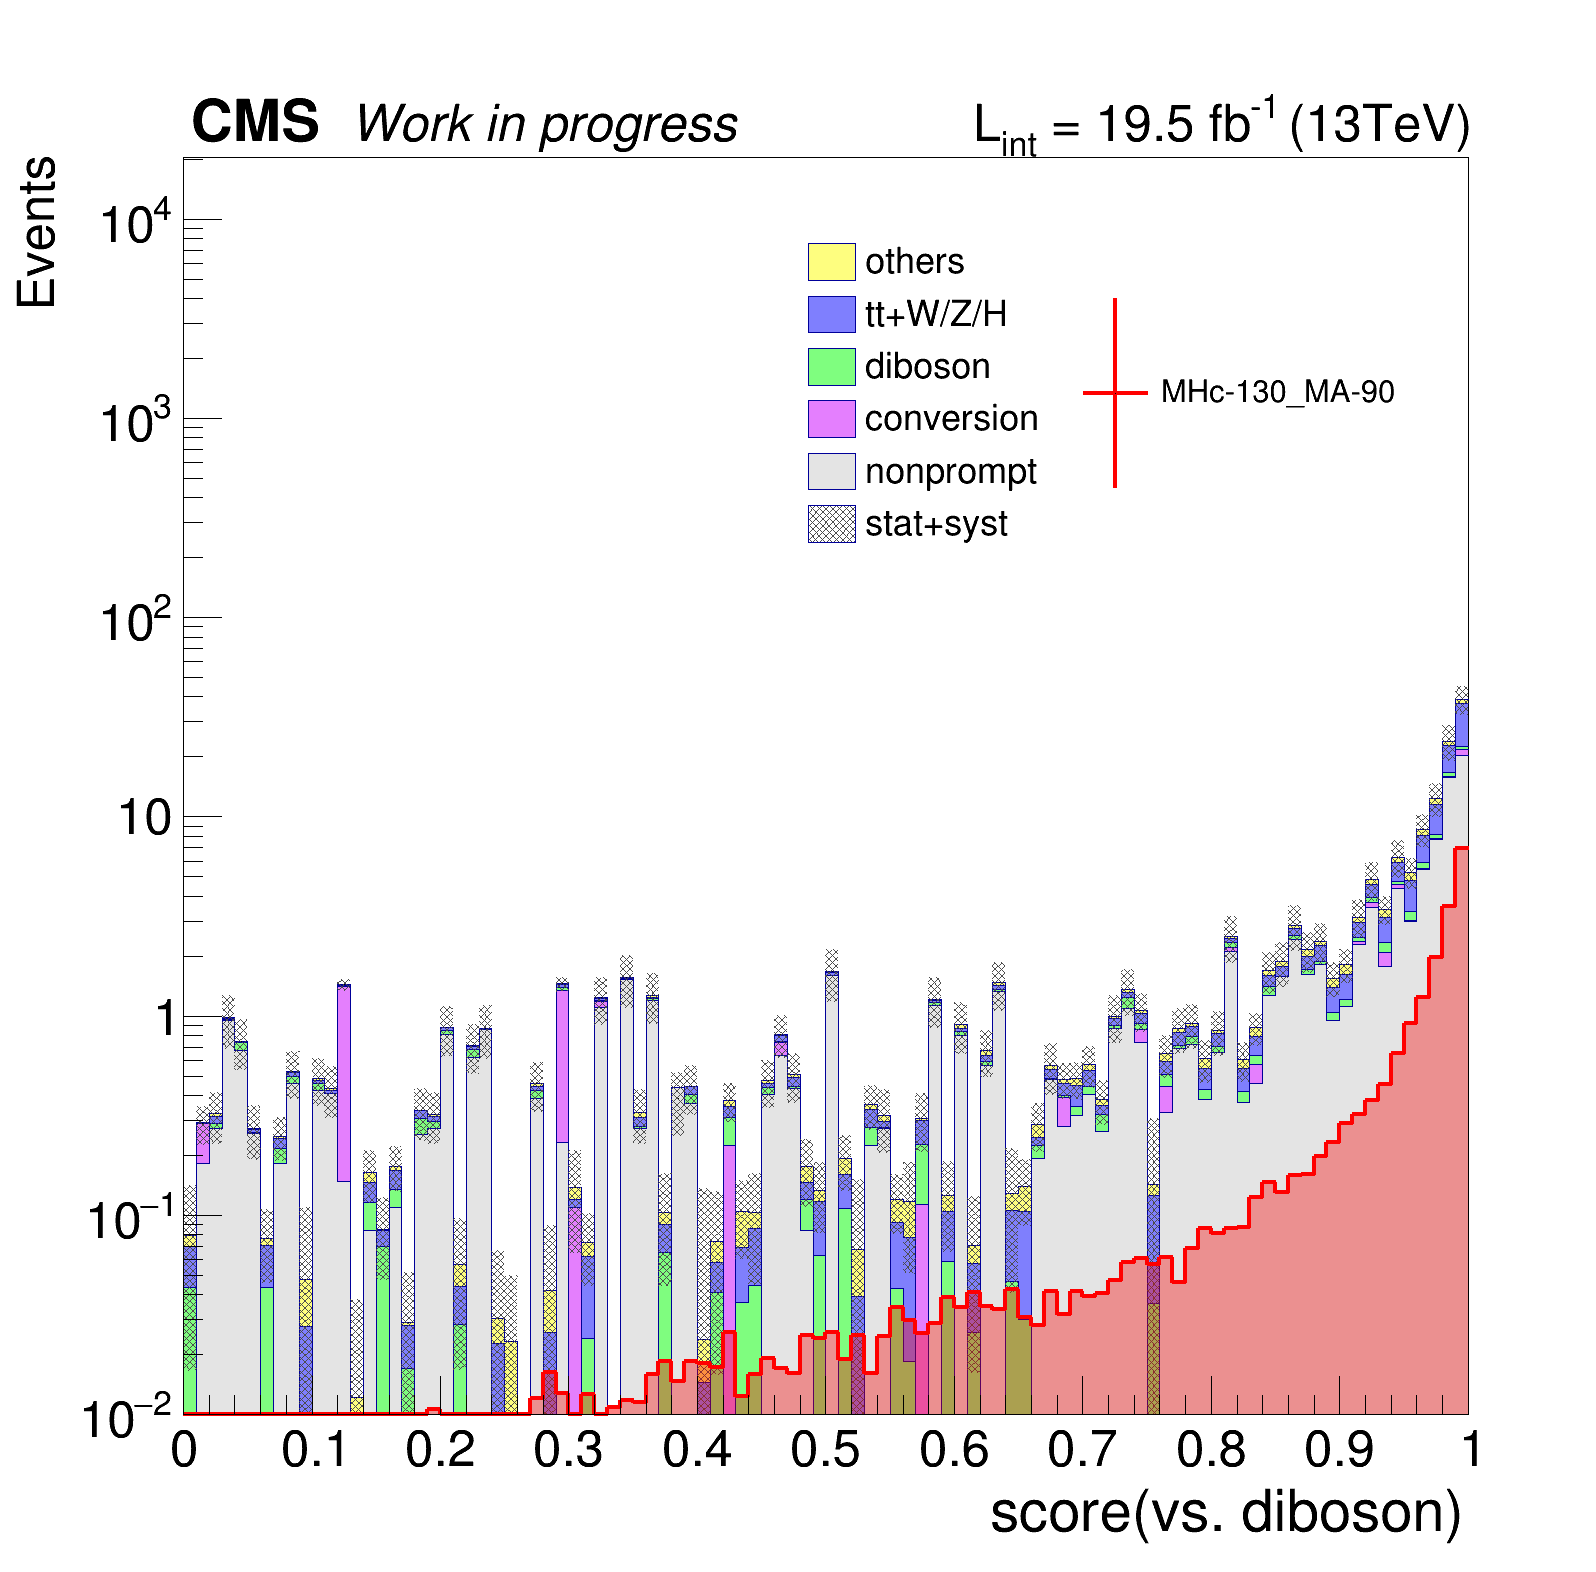 CMS Work in progress L_int = 19.5 fb^-1 (13TeV)
Events
10^4
10^3
10^2
10
1
10^−1
10^−2
others
tt+W/Z/H
diboson
conversion
nonprompt
stat+syst
MHc-130_MA-90
0 0.1 0.2 0.3 0.4 0.5 0.6 0.7 0.8 0.9 1
score(vs. diboson)